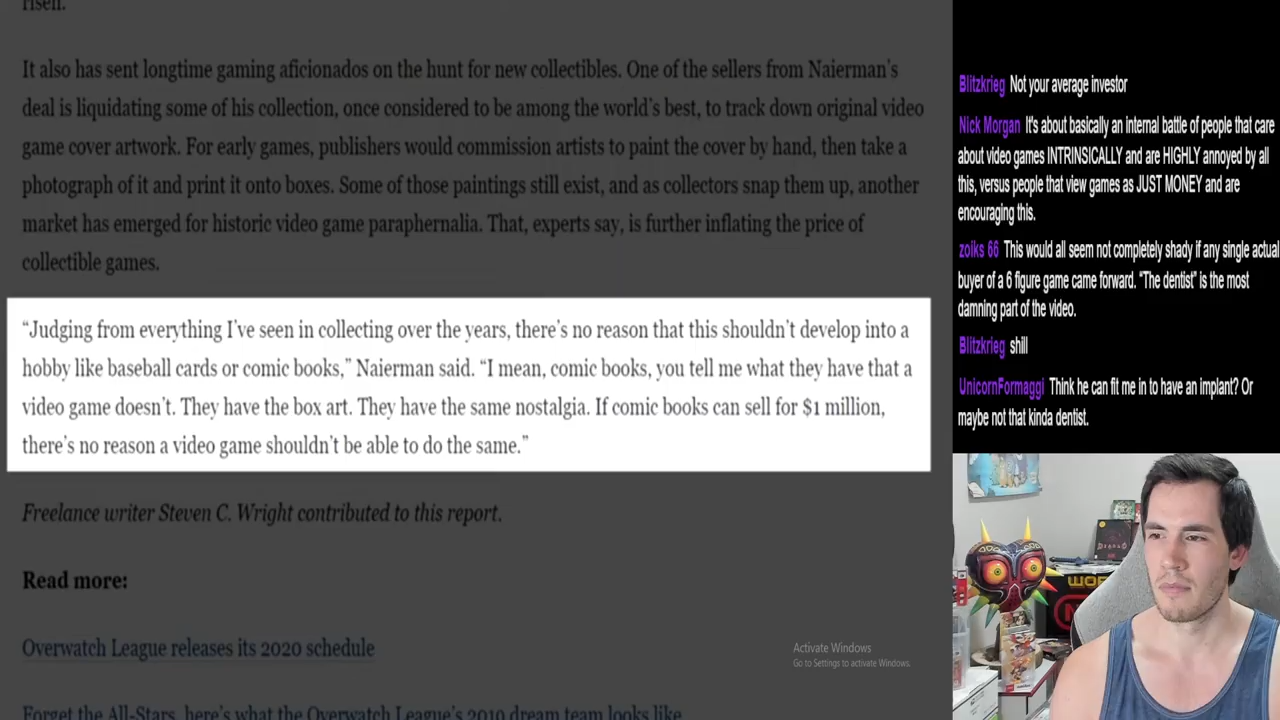 risen.
It also has sent longtime gaming aficionados on the hunt for new collectibles. One of the sellers from Naierman's
deal is liquidating some of his collection, once considered to be among the world's best, to track down original video
game cover artwork. For early games, publishers would commission artists to paint the cover by hand, then take a
photograph of it and print it onto boxes. Some of those paintings still exist, and as collectors snap them up, another
market has emerged for historic video game paraphernalia. That, experts say, is further inflating the price of
collectible games.
“Judging from everything I've seen in collecting over the years, there's no reason that this shouldn't develop into a
hobby like baseball cards or comic books,” Naierman said. “I mean, comic books, you tell me what they have that a
video game doesn't. They have the box art. They have the same nostalgia. If comic books can sell for $1 million,
there's no reason a video game shouldn't be able to do the same.”
Freelance writer Steven C. Wright contributed to this report.
Read more:
Overwatch League releases its 2020 schedule
Forget the All-Stars, here's what the Overwatch League's 2019 dream team looks like
Activate Windows
Go to Settings to activate Windows.
Blitzkrieg Not your average investor
Nick Morgan It's about basically an internal battle of people that care
about video games INTRINSICALLY and are HIGHLY annoyed by all
this, versus people that view games as JUST MONEY and are
encouraging this.
zoiks 66 This would all seem not completely shady if any single actual
buyer of a 6 figure game came forward. “The dentist” is the most
damning part of the video.
Blitzkrieg shill
UnicornFormaggi Think he can fit me in to have an implant? Or
maybe not that kinda dentist.